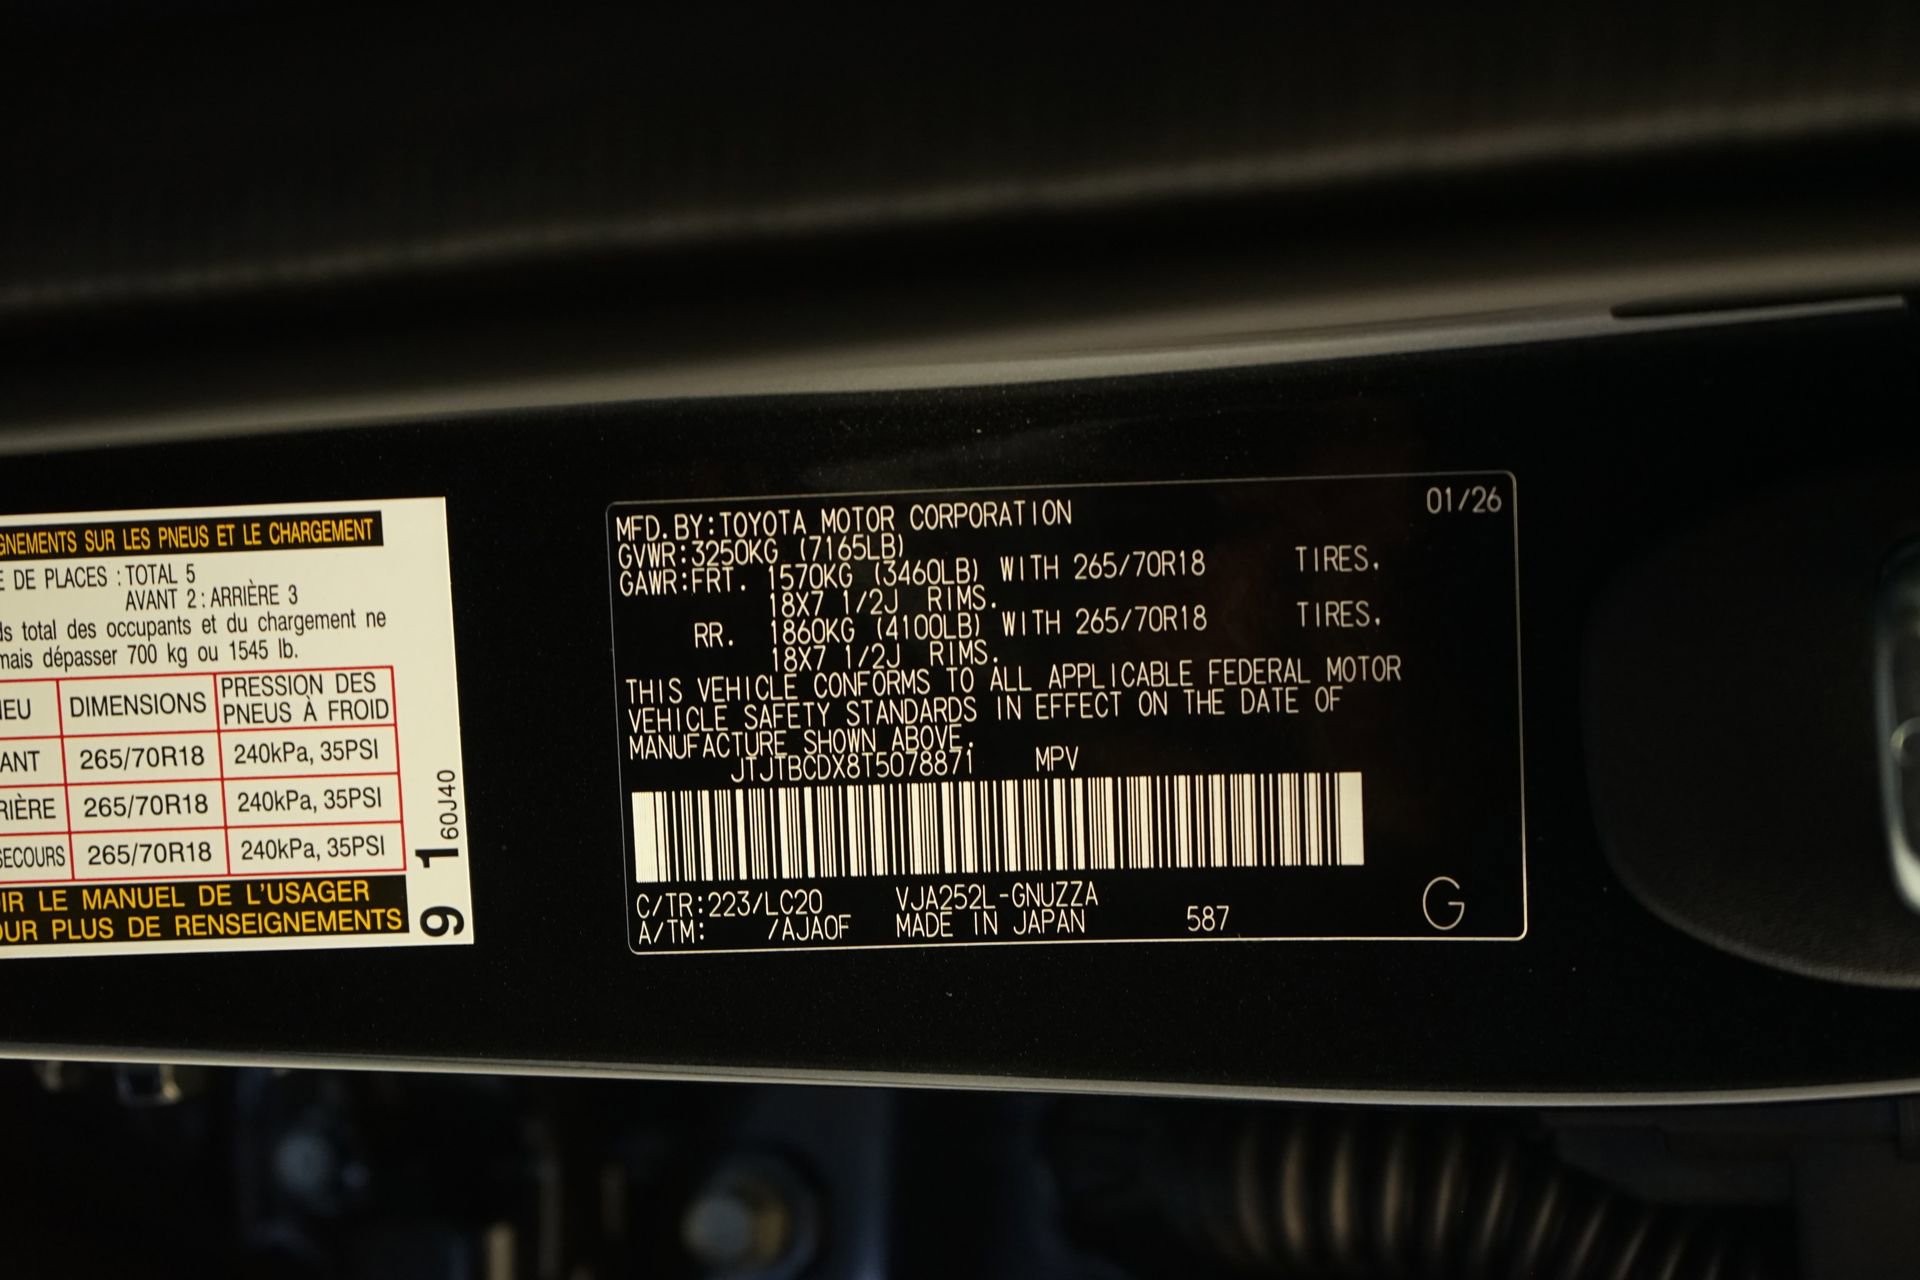 GNEMENTS SUR LES PNEUS ET LE CHARGEMENT
E DE PLACES : TOTAL 5
AVANT 2 : ARRIÈRE 3
ds total des occupants et du chargement ne
mais dépasser 700 kg ou 1545 lb.
NEU DIMENSIONS PRESSION DES PNEUS À FROID
ANT 265/70R18 240kPa, 35PSI
RIÈRE 265/70R18 240kPa, 35PSI
SECOURS 265/70R18 240kPa, 35PSI
IR LE MANUEL DE L'USAGER
OUR PLUS DE RENSEIGNEMENTS
9 1 60J40
01/26
MFD.BY:TOYOTA MOTOR CORPORATION
GVWR:3250KG (7165LB)
GAWR:FRT. 1570KG (3460LB) WITH 265/70R18 TIRES.
18X7 1/2J RIMS.
RR. 1860KG (4100LB) WITH 265/70R18 TIRES.
18X7 1/2J RIMS.
THIS VEHICLE CONFORMS TO ALL APPLICABLE FEDERAL MOTOR
VEHICLE SAFETY STANDARDS IN EFFECT ON THE DATE OF
MANUFACTURE SHOWN ABOVE.
JTJTBCDX8T5078871 MPV
C/TR:223/LC20 VJA252L-GNUZZA
A/TM: /AJA0F MADE IN JAPAN 587 G